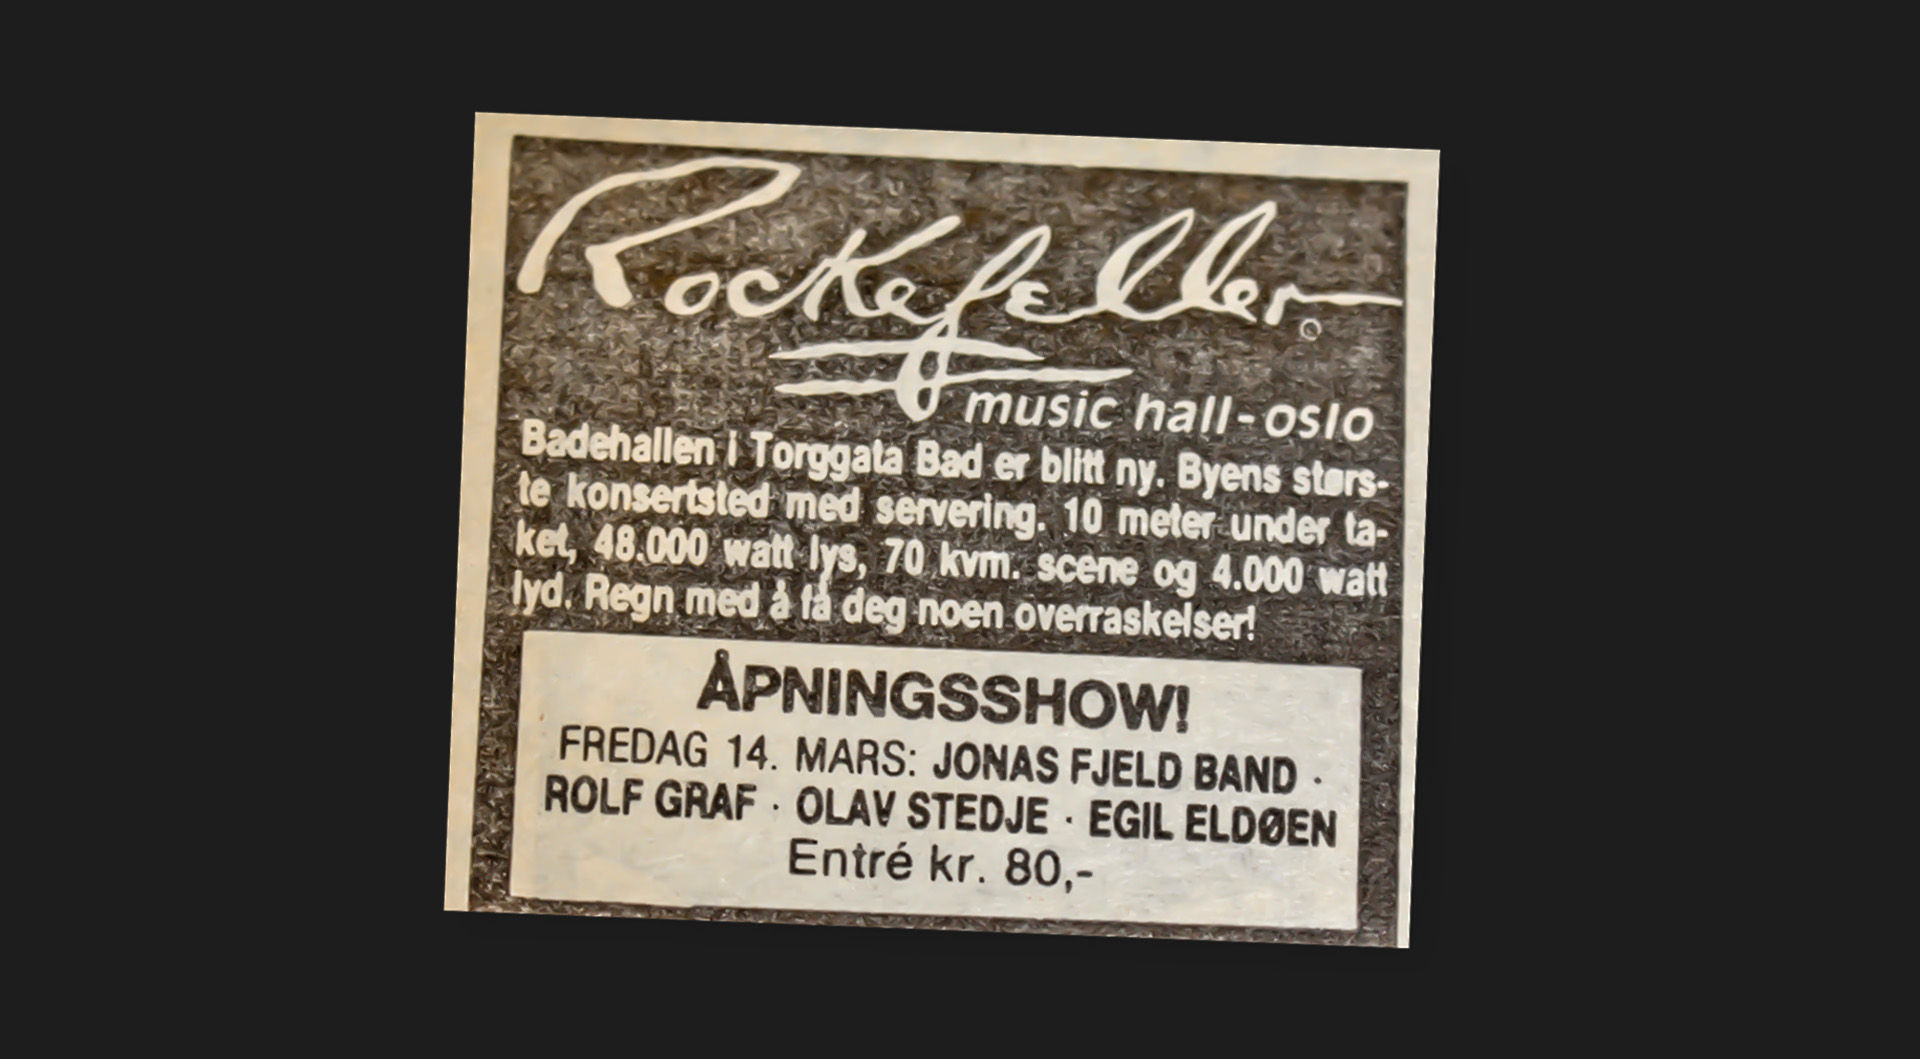 Rockefeller
music hall-oslo
Badehallen i Torggata Bad er blitt ny. Byens størs-
te konsertsted med servering. 10 meter under ta-
ket, 48.000 watt lys, 70 kvm. scene og 4.000 watt
lyd. Regn med å få deg noen overraskelser!
ÅPNINGSSHOW!
FREDAG 14. MARS: JONAS FJELD BAND ·
ROLF GRAF · OLAV STEDJE · EGIL ELDØEN
Entré kr. 80,-